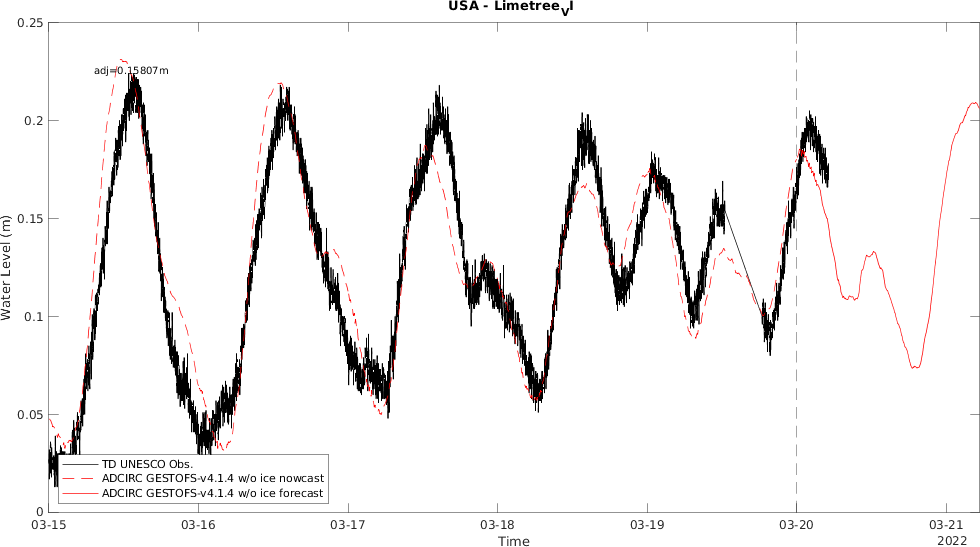 USA - Limetree_VI
0.25
adj=0.15807m
0.2
0.15
Water Level (m)
0.1
0.05
TD UNESCO Obs.
ADCIRC GESTOFS-v4.1.4 w/o ice nowcast
ADCIRC GESTOFS-v4.1.4 w/o ice forecast
0
03-15 03-16 03-17 03-18 03-19 03-20 03-21
Time 2022